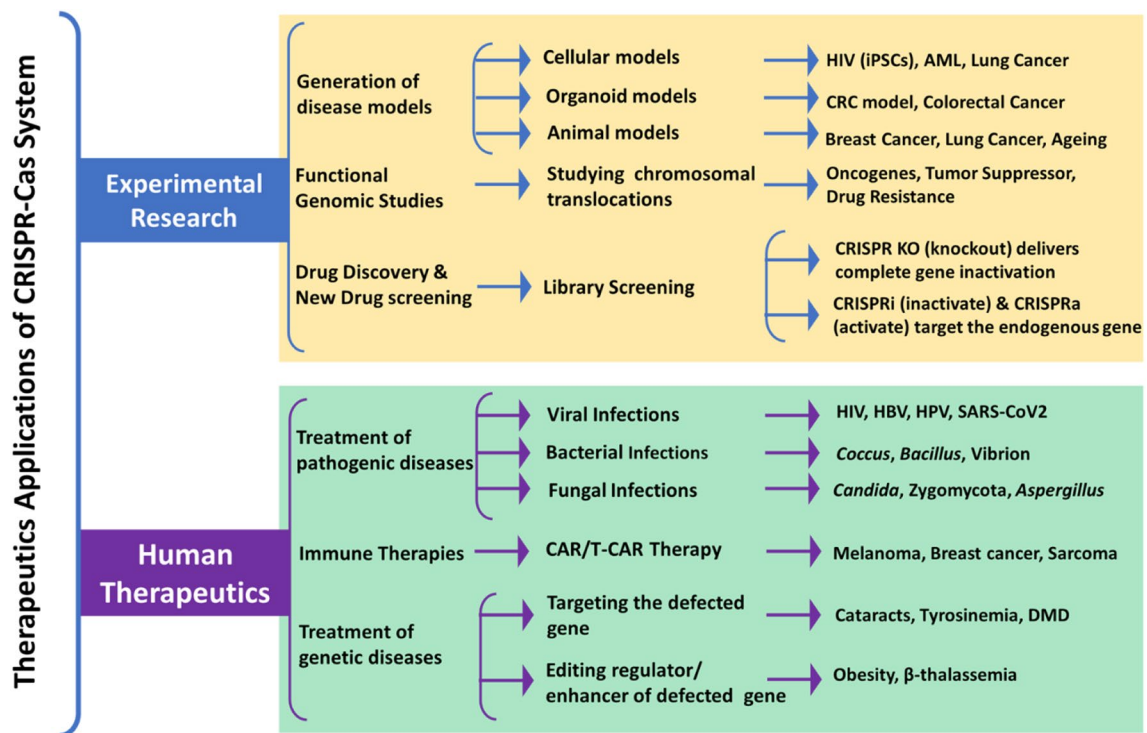 Therapeutics Applications of CRISPR-Cas System
Experimental
Research
Generation of
disease models
Cellular models
HIV (iPSCs), AML, Lung Cancer
Organoid models
CRC model, Colorectal Cancer
Animal models
Breast Cancer, Lung Cancer, Ageing
Functional
Genomic Studies
Studying chromosomal
translocations
Oncogenes, Tumor Suppressor,
Drug Resistance
Drug Discovery &
New Drug screening
Library Screening
CRISPR KO (knockout) delivers
complete gene inactivation
CRISPRi (inactivate) & CRISPRa
(activate) target the endogenous gene
Human
Therapeutics
Treatment of
pathogenic diseases
Viral Infections
HIV, HBV, HPV, SARS-CoV2
Bacterial Infections
Coccus, Bacillus, Vibrion
Fungal Infections
Candida, Zygomycota, Aspergillus
Immune Therapies
CAR/T-CAR Therapy
Melanoma, Breast cancer, Sarcoma
Treatment of
genetic diseases
Targeting the defected
gene
Cataracts, Tyrosinemia, DMD
Editing regulator/
enhancer of defected gene
Obesity, β-thalassemia